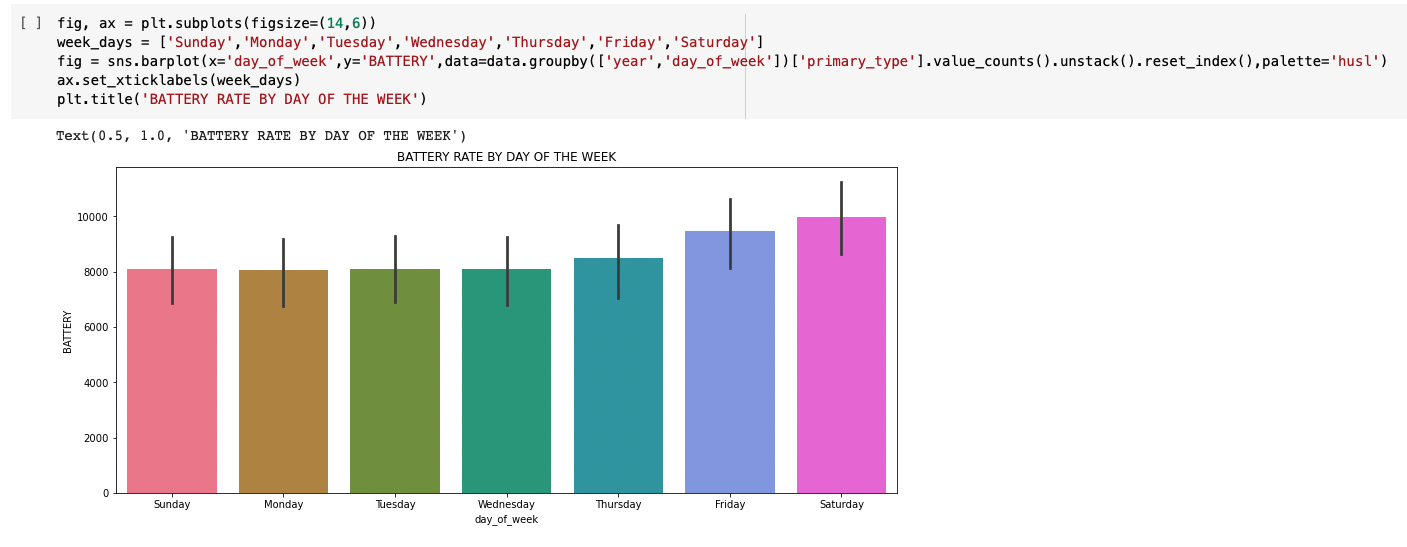 [ ] fig, ax = plt.subplots(figsize=(14,6))
week_days = ['Sunday','Monday','Tuesday','Wednesday','Thursday','Friday','Saturday']
fig = sns.barplot(x='day_of_week',y='BATTERY',data=data.groupby(['year','day_of_week'])['primary_type'].value_counts().unstack().reset_index(),palette='husl')
ax.set_xticklabels(week_days)
plt.title('BATTERY RATE BY DAY OF THE WEEK')
Text(0.5, 1.0, 'BATTERY RATE BY DAY OF THE WEEK')
BATTERY RATE BY DAY OF THE WEEK
10000
8000
6000
4000
2000
0
BATTERY
Sunday Monday Tuesday Wednesday Thursday Friday Saturday
day_of_week